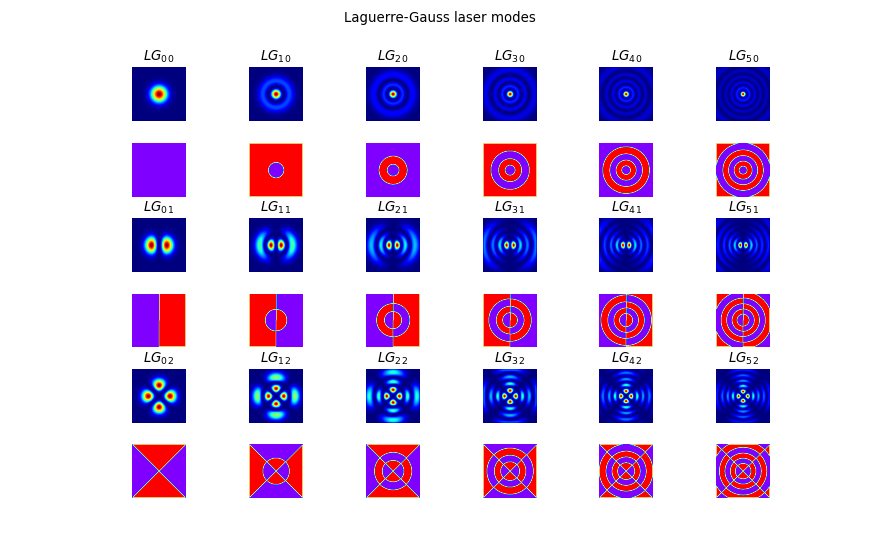 Laguerre-Gauss laser modes
LG₀₀ LG₁₀ LG₂₀ LG₃₀ LG₄₀ LG₅₀
LG₀₁ LG₁₁ LG₂₁ LG₃₁ LG₄₁ LG₅₁
LG₀₂ LG₁₂ LG₂₂ LG₃₂ LG₄₂ LG₅₂